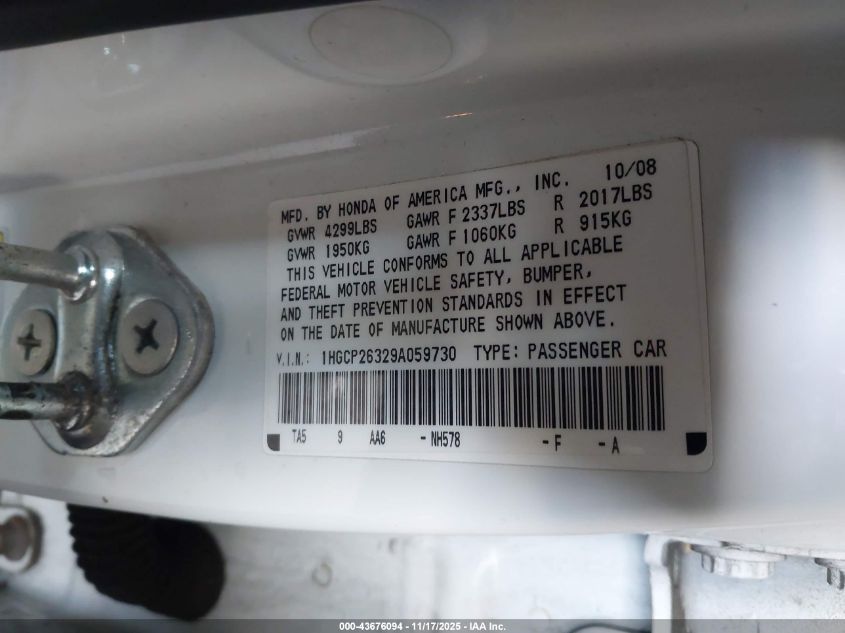 MFD. BY HONDA OF AMERICA MFG., INC. 10/08
GVWR 4299LBS GAWR F 2337LBS R 2017LBS
GVWR 1950KG GAWR F 1060KG R 915KG
THIS VEHICLE CONFORMS TO ALL APPLICABLE
FEDERAL MOTOR VEHICLE SAFETY, BUMPER,
AND THEFT PREVENTION STANDARDS IN EFFECT
ON THE DATE OF MANUFACTURE SHOWN ABOVE.
V.I.N.: 1HGCP26329A059730 TYPE: PASSENGER CAR
TA5 9 AA6 -NH578 -F -A
000-43676094 - 11/17/2025 - IAA Inc.